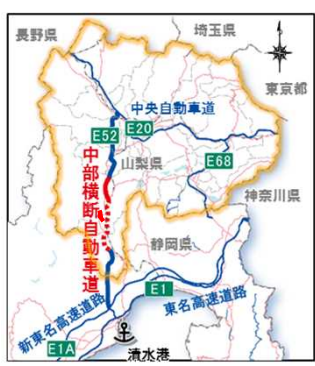 長野県
埼玉県
東京都
中央自動車道
E52
E20
山梨県
E68
中部横断自動車道
神奈川県
静岡県
E1
新東名高速道路
東名高速道路
E1A
清水港